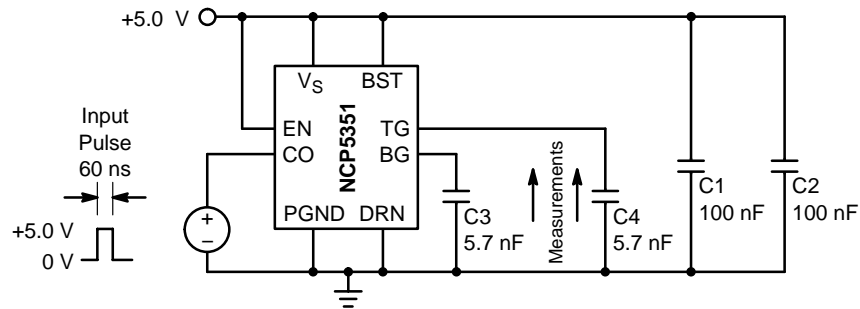 +5.0 V
VS BST
Input
Pulse
60 ns
EN TG
CO BG
NCP5351
PGND DRN
+
−
+5.0 V
0 V
C3
5.7 nF
Measurements
C4
5.7 nF
C1
100 nF
C2
100 nF